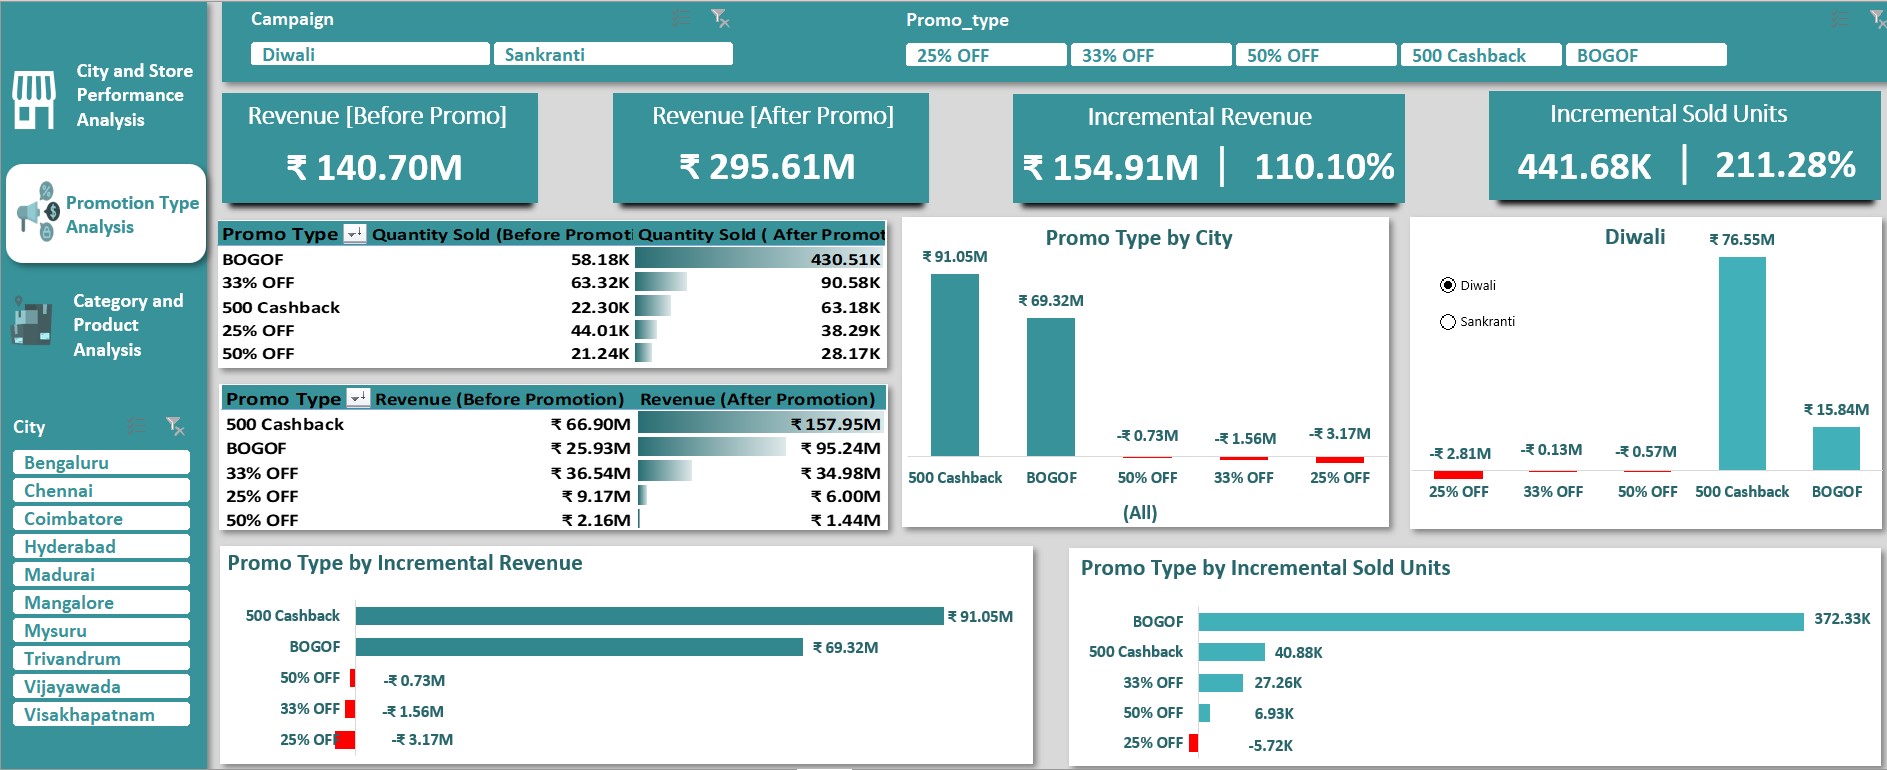 Campaign
Diwali
Sankranti
Promo_type
25% OFF
33% OFF
50% OFF
500 Cashback
BOGOF
City and Store
Performance
Analysis
Promotion Type
Analysis
Category and
Product
Analysis
City
Bengaluru
Chennai
Coimbatore
Hyderabad
Madurai
Mangalore
Mysuru
Trivandrum
Vijayawada
Visakhapatnam
Revenue [Before Promo]
₹ 140.70M
Revenue [After Promo]
₹ 295.61M
Incremental Revenue
₹ 154.91M | 110.10%
Incremental Sold Units
441.68K | 211.28%
Promo Type Quantity Sold (Before Promoti Quantity Sold ( After Promot
BOGOF 58.18K 430.51K
33% OFF 63.32K 90.58K
500 Cashback 22.30K 63.18K
25% OFF 44.01K 38.29K
50% OFF 21.24K 28.17K
Promo Type Revenue (Before Promotion) Revenue (After Promotion)
500 Cashback ₹ 66.90M ₹ 157.95M
BOGOF ₹ 25.93M ₹ 95.24M
33% OFF ₹ 36.54M ₹ 34.98M
25% OFF ₹ 9.17M ₹ 6.00M
50% OFF ₹ 2.16M ₹ 1.44M
Promo Type by City
₹ 91.05M
₹ 69.32M
-₹ 0.73M
-₹ 1.56M
-₹ 3.17M
500 Cashback BOGOF 50% OFF 33% OFF 25% OFF
(All)
Diwali
Diwali
Sankranti
-₹ 2.81M
-₹ 0.13M
-₹ 0.57M
₹ 76.55M
₹ 15.84M
25% OFF 33% OFF 50% OFF 500 Cashback BOGOF
Promo Type by Incremental Revenue
500 Cashback ₹ 91.05M
BOGOF ₹ 69.32M
50% OFF -₹ 0.73M
33% OFF -₹ 1.56M
25% OFF -₹ 3.17M
Promo Type by Incremental Sold Units
BOGOF 372.33K
500 Cashback 40.88K
33% OFF 27.26K
50% OFF 6.93K
25% OFF -5.72K